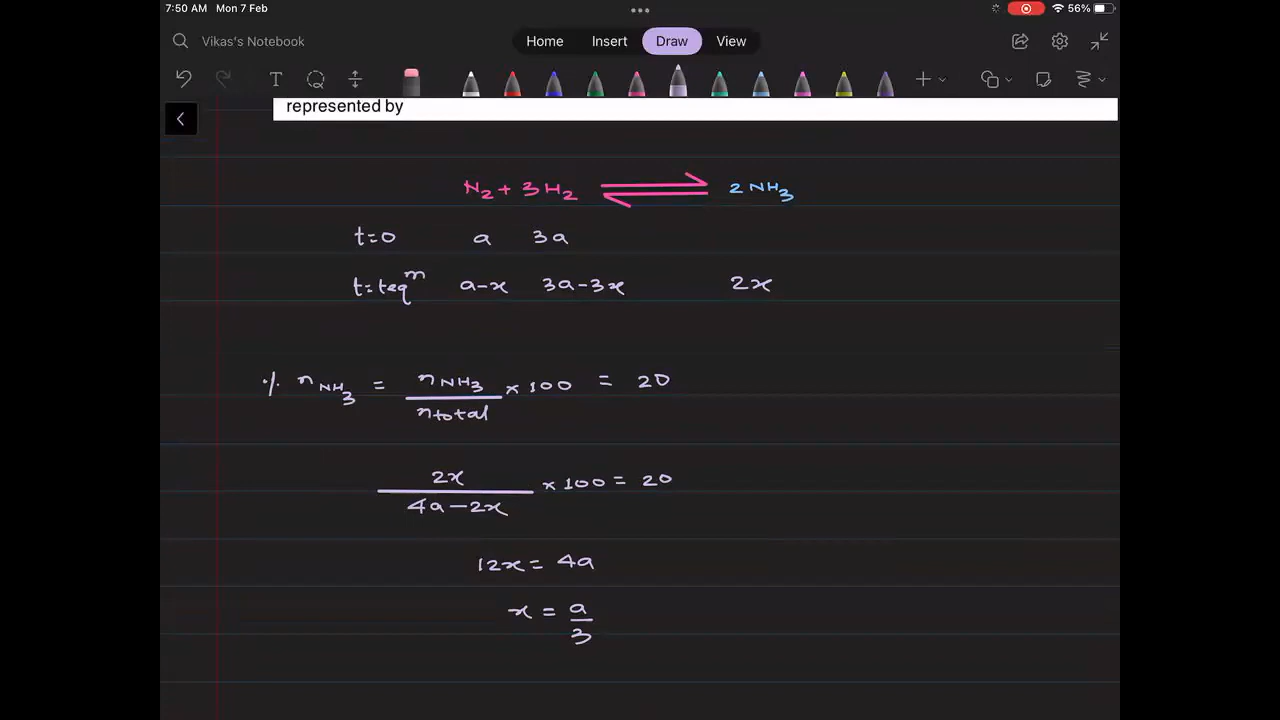 7:50 AM Mon 7 Feb
56%
Vikas's Notebook
Home Insert Draw View
represented by
N₂ + 3H₂ ⇌ 2NH₃
t=0 a 3a
t=teqᵐ a-x 3a-3x 2x
% nNH₃ = nNH₃ / ntotal × 100 = 20
2x / 4a-2x × 100 = 20
12x = 4a
x = a/3